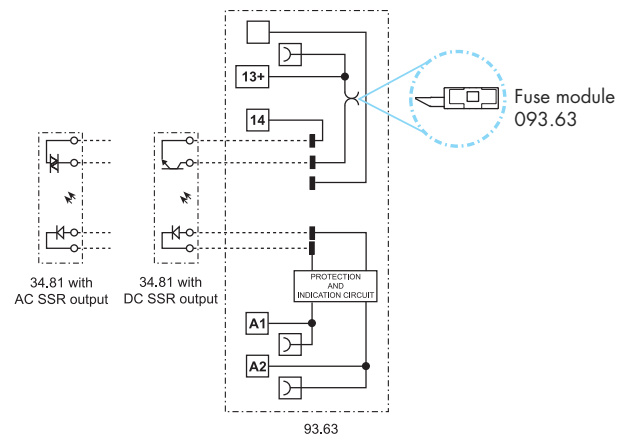 13+
14
Fuse module
093.63
34.81 with
AC SSR output
34.81 with
DC SSR output
PROTECTION
AND
INDICATION CIRCUIT
A1
A2
93.63